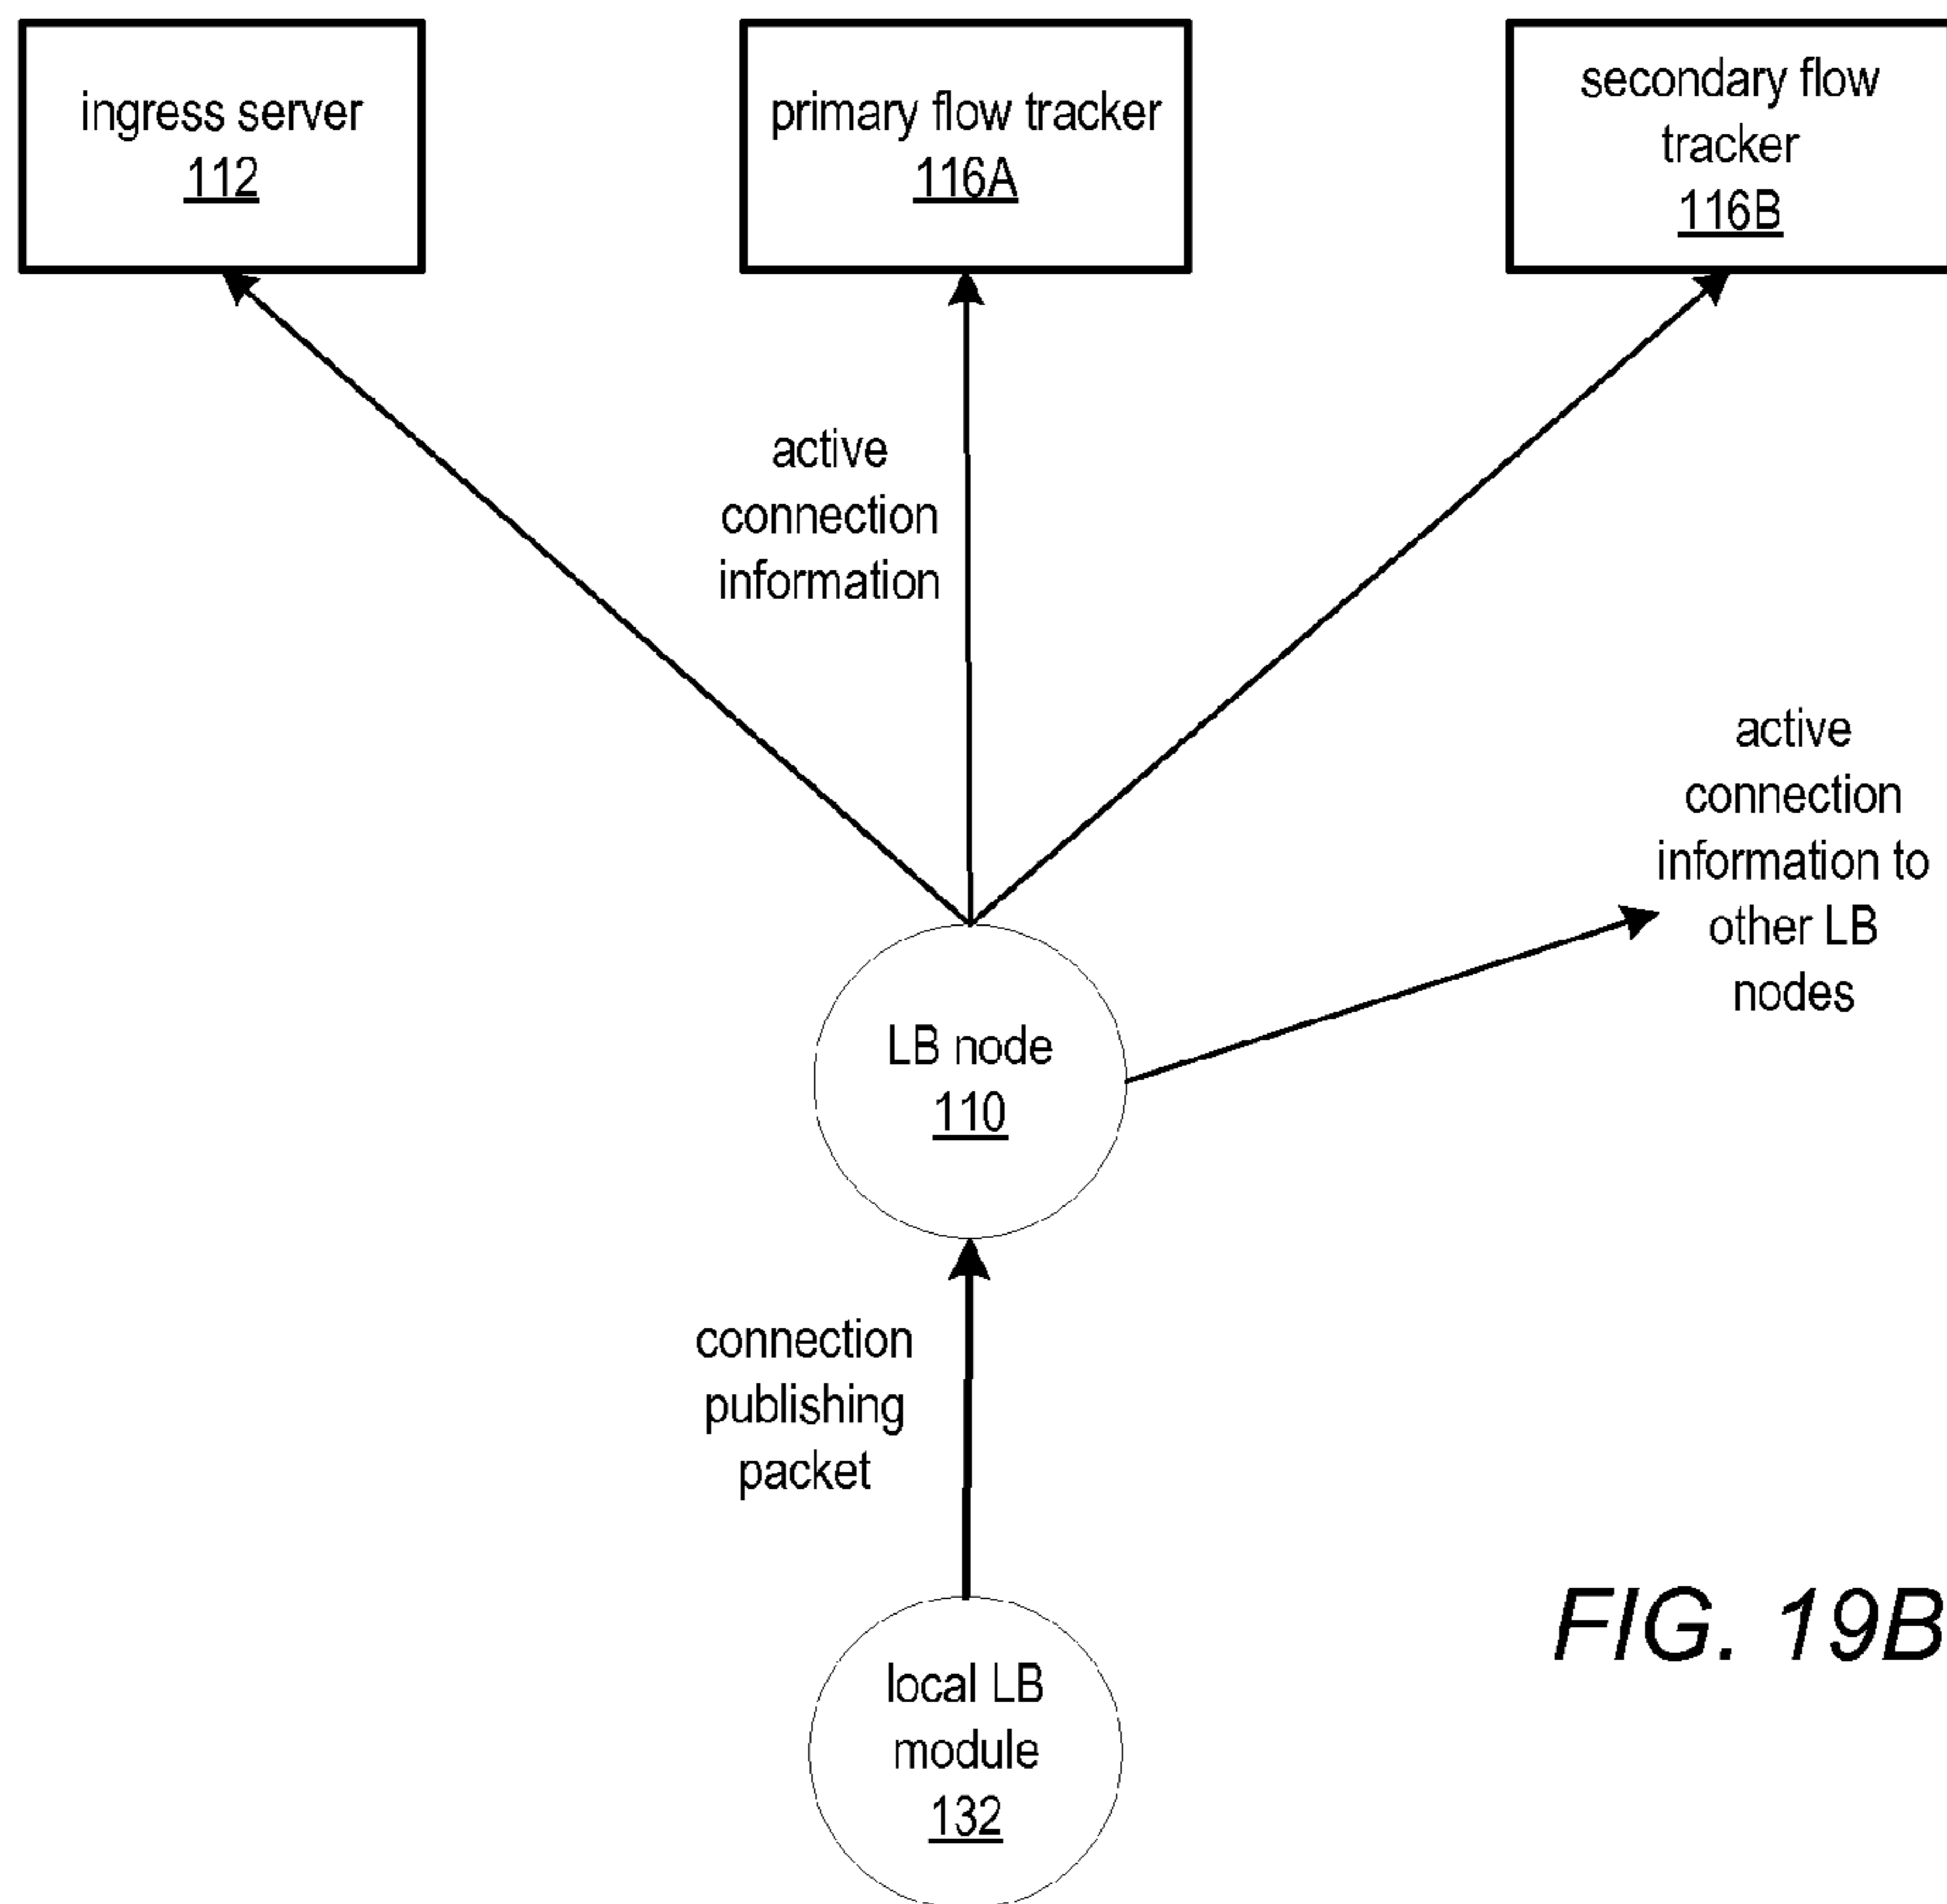 ingress server
112
primary flow tracker
116A
secondary flow
tracker
116B
active
connection
information
active
connection
information to
other LB
nodes
LB node
110
connection
publishing
packet
local LB
module
132
FIG. 19B